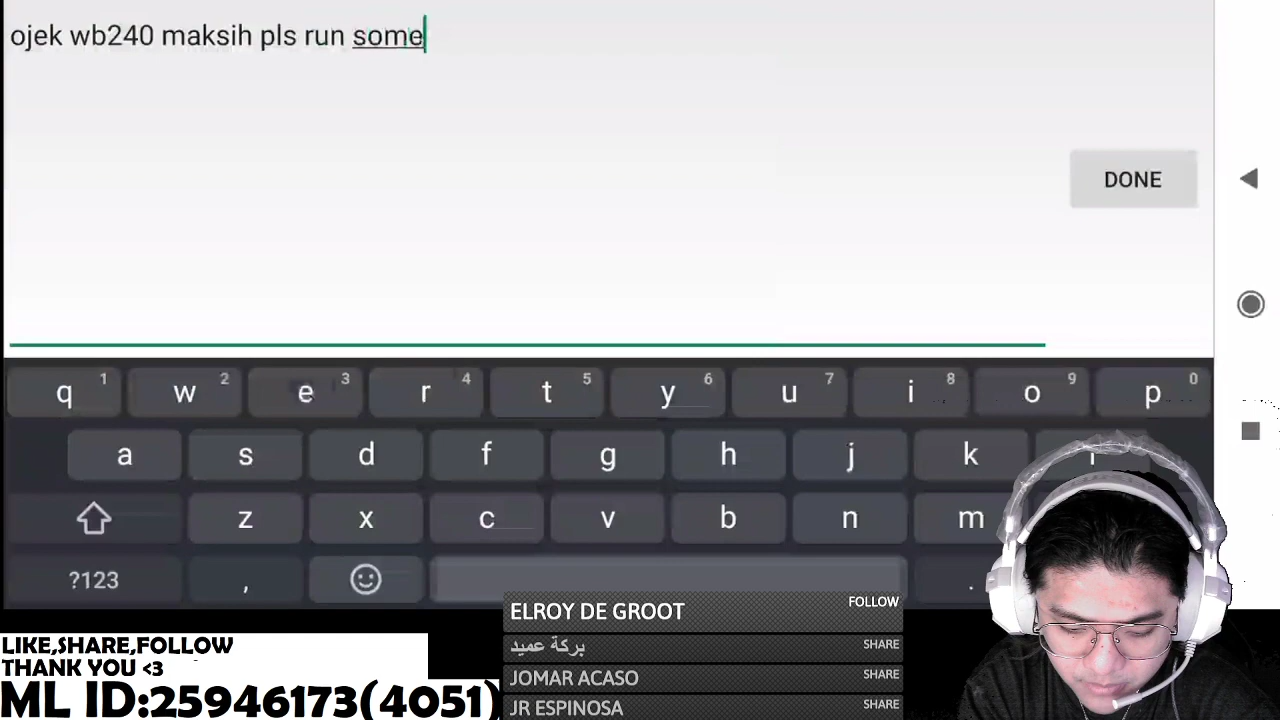 ojek wb240 maksih pls run some
DONE
q 1 w 2 e 3 r 4 t 5 y 6 u 7 i 8 o 9 p 0
a s d f g h j k
z x c v b n m
?123 , .
ELROY DE GROOT FOLLOW
بركة عميد SHARE
JOMAR ACASO SHARE
JR ESPINOSA SHARE
LIKE,SHARE,FOLLOW
THANK YOU <3
ML ID:25946173(4051)